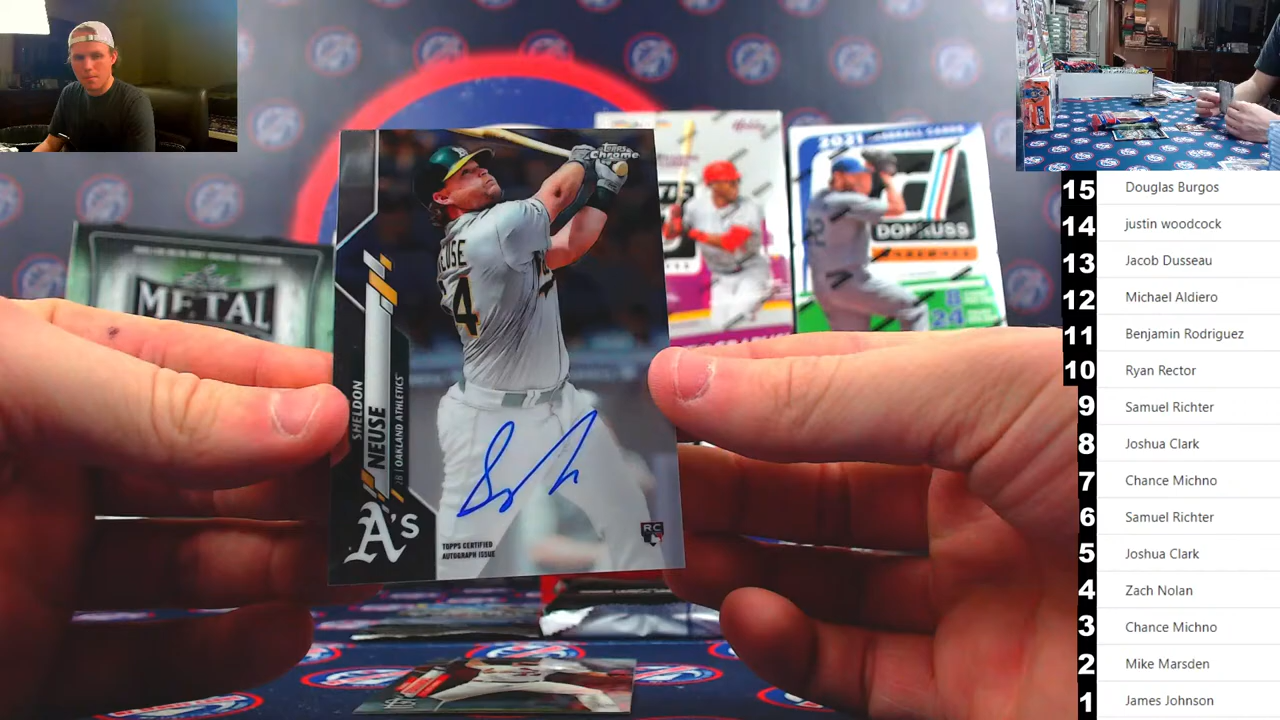 Topps
Chrome
NEUSE
SHELDON
NEUSE
2B | OAKLAND ATHLETICS
A's
TOPPS CERTIFIED
AUTOGRAPH ISSUE
RC
METAL
2021
DONRUSS
8
24
15 Douglas Burgos
14 justin woodcock
13 Jacob Dusseau
12 Michael Aldiero
11 Benjamin Rodriguez
10 Ryan Rector
9 Samuel Richter
8 Joshua Clark
7 Chance Michno
6 Samuel Richter
5 Joshua Clark
4 Zach Nolan
3 Chance Michno
2 Mike Marsden
1 James Johnson